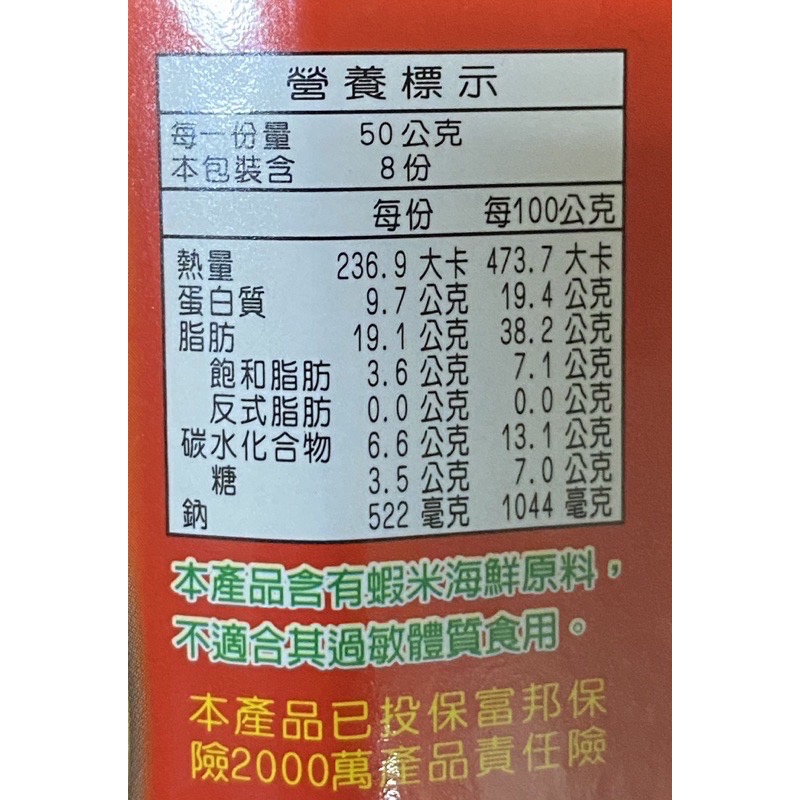 營養標示
每一份量 50公克
本包裝含 8份
每份 每100公克
熱量 236.9 大卡 473.7 大卡
蛋白質 9.7 公克 19.4 公克
脂肪 19.1 公克 38.2 公克
飽和脂肪 3.6 公克 7.1 公克
反式脂肪 0.0 公克 0.0 公克
碳水化合物 6.6 公克 13.1 公克
糖 3.5 公克 7.0 公克
鈉 522 毫克 1044 毫克
本產品含有蝦米海鮮原料，
不適合其過敏體質食用。
本產品已投保富邦保
險2000萬產品責任險